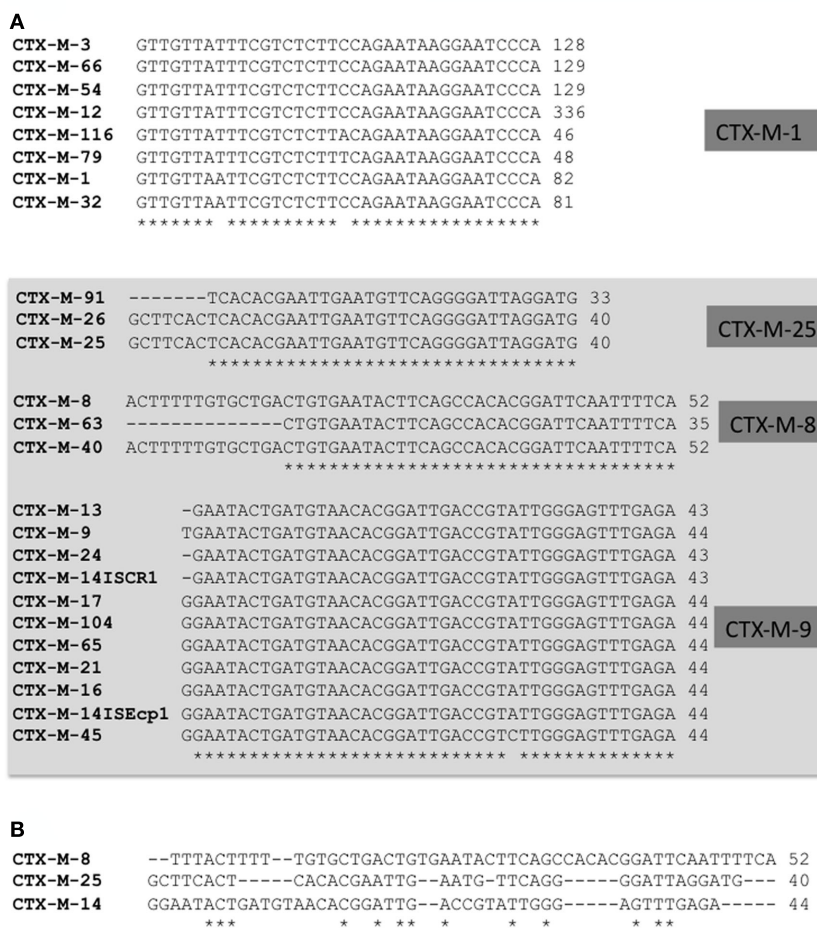 A
CTX-M-3 GTTGTTATTTCGTCTCTTCCAGAATAAGGAATCCCA 128
CTX-M-66 GTTGTTATTTCGTCTCTTCCAGAATAAGGAATCCCA 129
CTX-M-54 GTTGTTATTTCGTCTCTTCCAGAATAAGGAATCCCA 129
CTX-M-12 GTTGTTATTTCGTCTCTTCCAGAATAAGGAATCCCA 336
CTX-M-116 GTTGTTATTTCGTCTCTTACAGAATAAGGAATCCCA 46
CTX-M-79 GTTGTTATTTCGTCTCTTTCAGAATAAGGAATCCCA 48
CTX-M-1 GTTGTTAATTCGTCTCTTCCAGAATAAGGAATCCCA 82
CTX-M-32 GTTGTTAATTCGTCTCTTCCAGAATAAGGAATCCCA 81
******* ********** *****************
CTX-M-1
CTX-M-91 -------TCACACGAATTGAATGTTCAGGGGATTAGGATG 33
CTX-M-26 GCTTCACTCACACGAATTGAATGTTCAGGGGATTAGGATG 40
CTX-M-25 GCTTCACTCACACGAATTGAATGTTCAGGGGATTAGGATG 40
*********************************
CTX-M-25
CTX-M-8 ACTTTTTGTGCTGACTGTGAATACTTCAGCCACACGGATTCAATTTTCA 52
CTX-M-63 --------------CTGTGAATACTTCAGCCACACGGATTCAATTTTCA 35
CTX-M-40 ACTTTTTGTGCTGACTGTGAATACTTCAGCCACACGGATTCAATTTTCA 52
***********************************
CTX-M-8
CTX-M-13 -GAATACTGATGTAACACGGATTGACCGTATTGGGAGTTTGAGA 43
CTX-M-9 TGAATACTGATGTAACACGGATTGACCGTATTGGGAGTTTGAGA 44
CTX-M-24 -GAATACTGATGTAACACGGATTGACCGTATTGGGAGTTTGAGA 43
CTX-M-14ISCR1 -GAATACTGATGTAACACGGATTGACCGTATTGGGAGTTTGAGA 43
CTX-M-17 GGAATACTGATGTAACACGGATTGACCGTATTGGGAGTTTGAGA 44
CTX-M-104 GGAATACTGATGTAACACGGATTGACCGTATTGGGAGTTTGAGA 44
CTX-M-65 GGAATACTGATGTAACACGGATTGACCGTATTGGGAGTTTGAGA 44
CTX-M-21 GGAATACTGATGTAACACGGATTGACCGTATTGGGAGTTTGAGA 44
CTX-M-16 GGAATACTGATGTAACACGGATTGACCGTATTGGGAGTTTGAGA 44
CTX-M-14ISEcp1 GGAATACTGATGTAACACGGATTGACCGTATTGGGAGTTTGAGA 44
CTX-M-45 GGAATACTGATGTAACACGGATTGACCGTCTTGGGAGTTTGAGA 44
**************************** **************
CTX-M-9
B
CTX-M-8 --TTTACTTTT--TGTGCTGACTGTGAATACTTCAGCCACACGGATTCAATTTTCA 52
CTX-M-25 GCTTCACT-----CACACGAATTG--AATG-TTCAGG-----GGATTAGGATG--- 40
CTX-M-14 GGAATACTGATGTAACACGGATTG--ACCGTATTGGG-----AGTTTGAGA----- 44
*** * * ** * * * * **